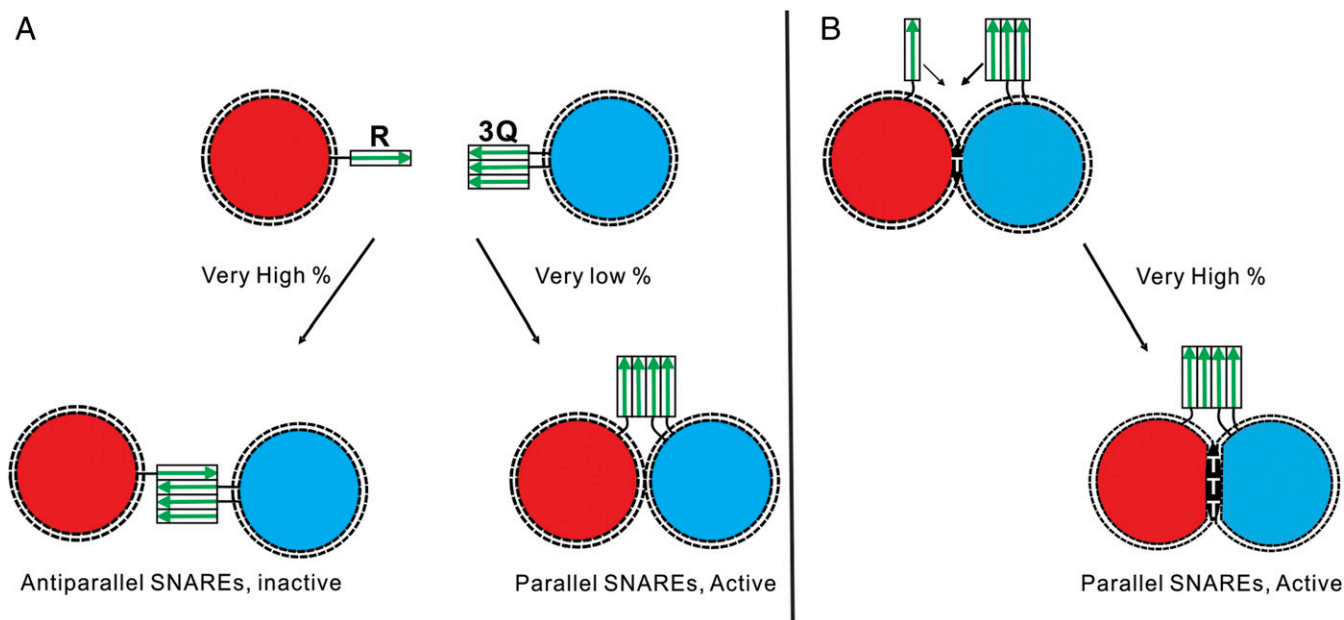 A
R
3Q
Very High %
Very low %
Antiparallel SNAREs, inactive
Parallel SNAREs, Active
B
T
Very High %
T
T
T
Parallel SNAREs, Active